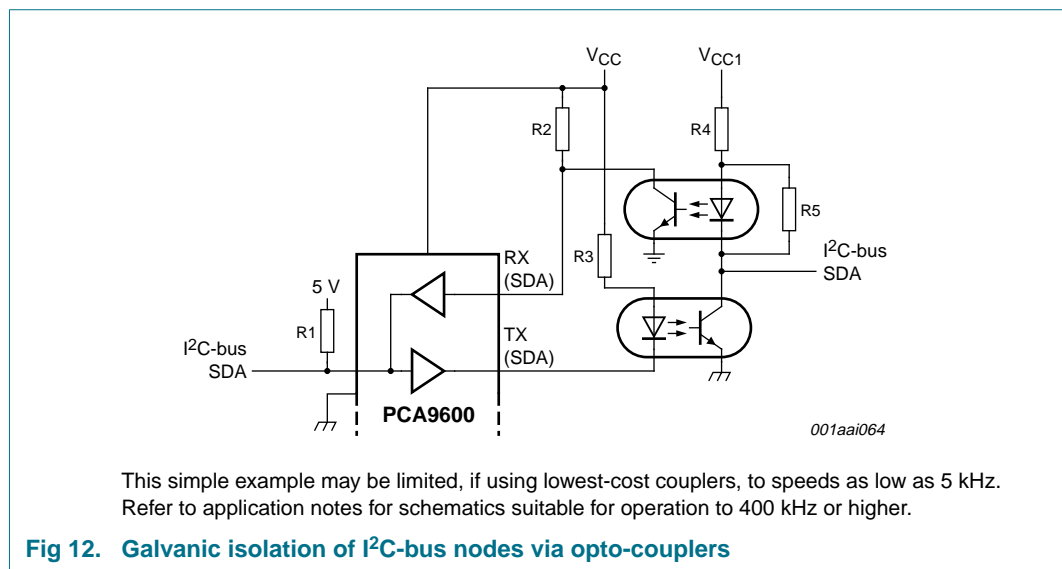 VCC
VCC1
R2
R4
R5
RX
(SDA)
R3
I2C-bus
SDA
5 V
R1
TX
(SDA)
I2C-bus
SDA
PCA9600
001aai064
This simple example may be limited, if using lowest-cost couplers, to speeds as low as 5 kHz.
Refer to application notes for schematics suitable for operation to 400 kHz or higher.
Fig 12. Galvanic isolation of I2C-bus nodes via opto-couplers